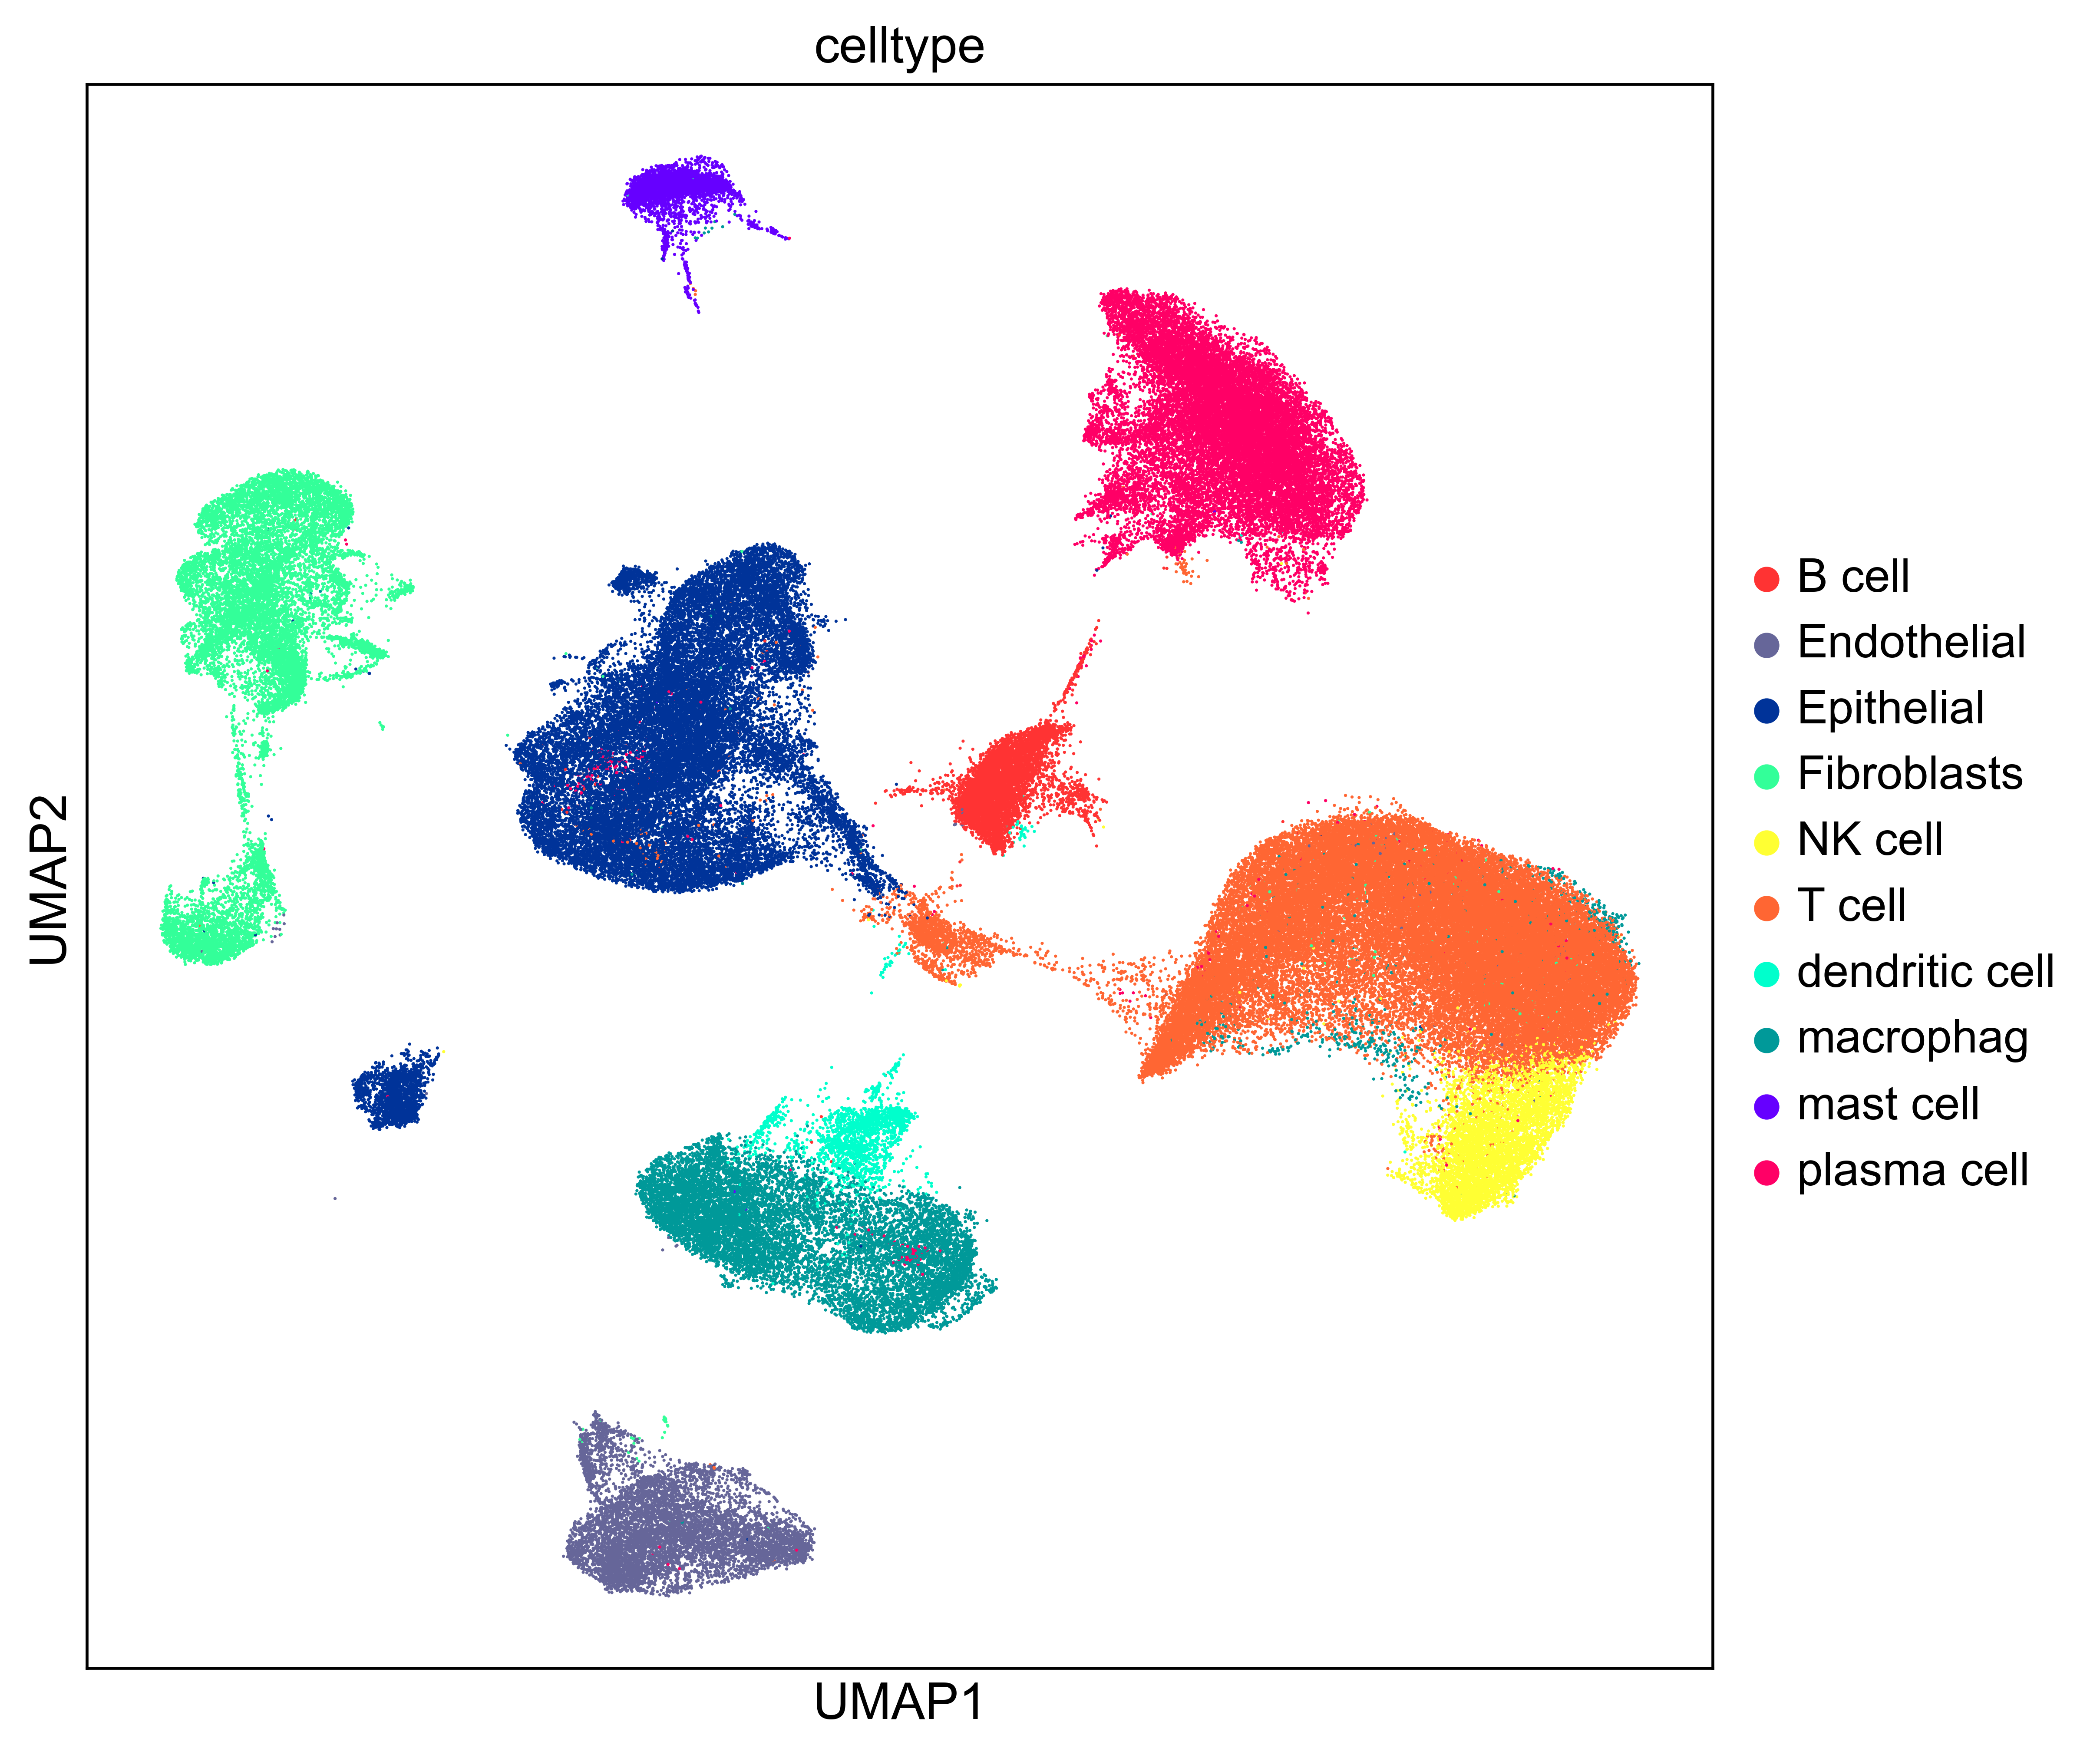 celltype
UMAP2
UMAP1
B cell
Endothelial
Epithelial
Fibroblasts
NK cell
T cell
dendritic cell
macrophag
mast cell
plasma cell